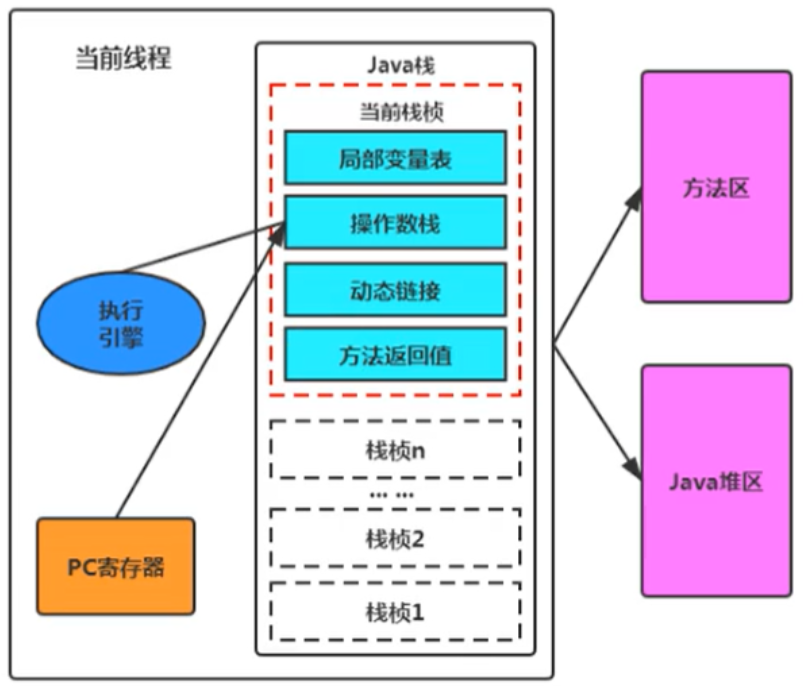 当前线程
Java栈
当前栈桢
局部变量表
操作数栈
动态链接
方法返回值
栈桢n
... ...
栈桢2
栈桢1
执行
引擎
PC寄存器
方法区
Java堆区